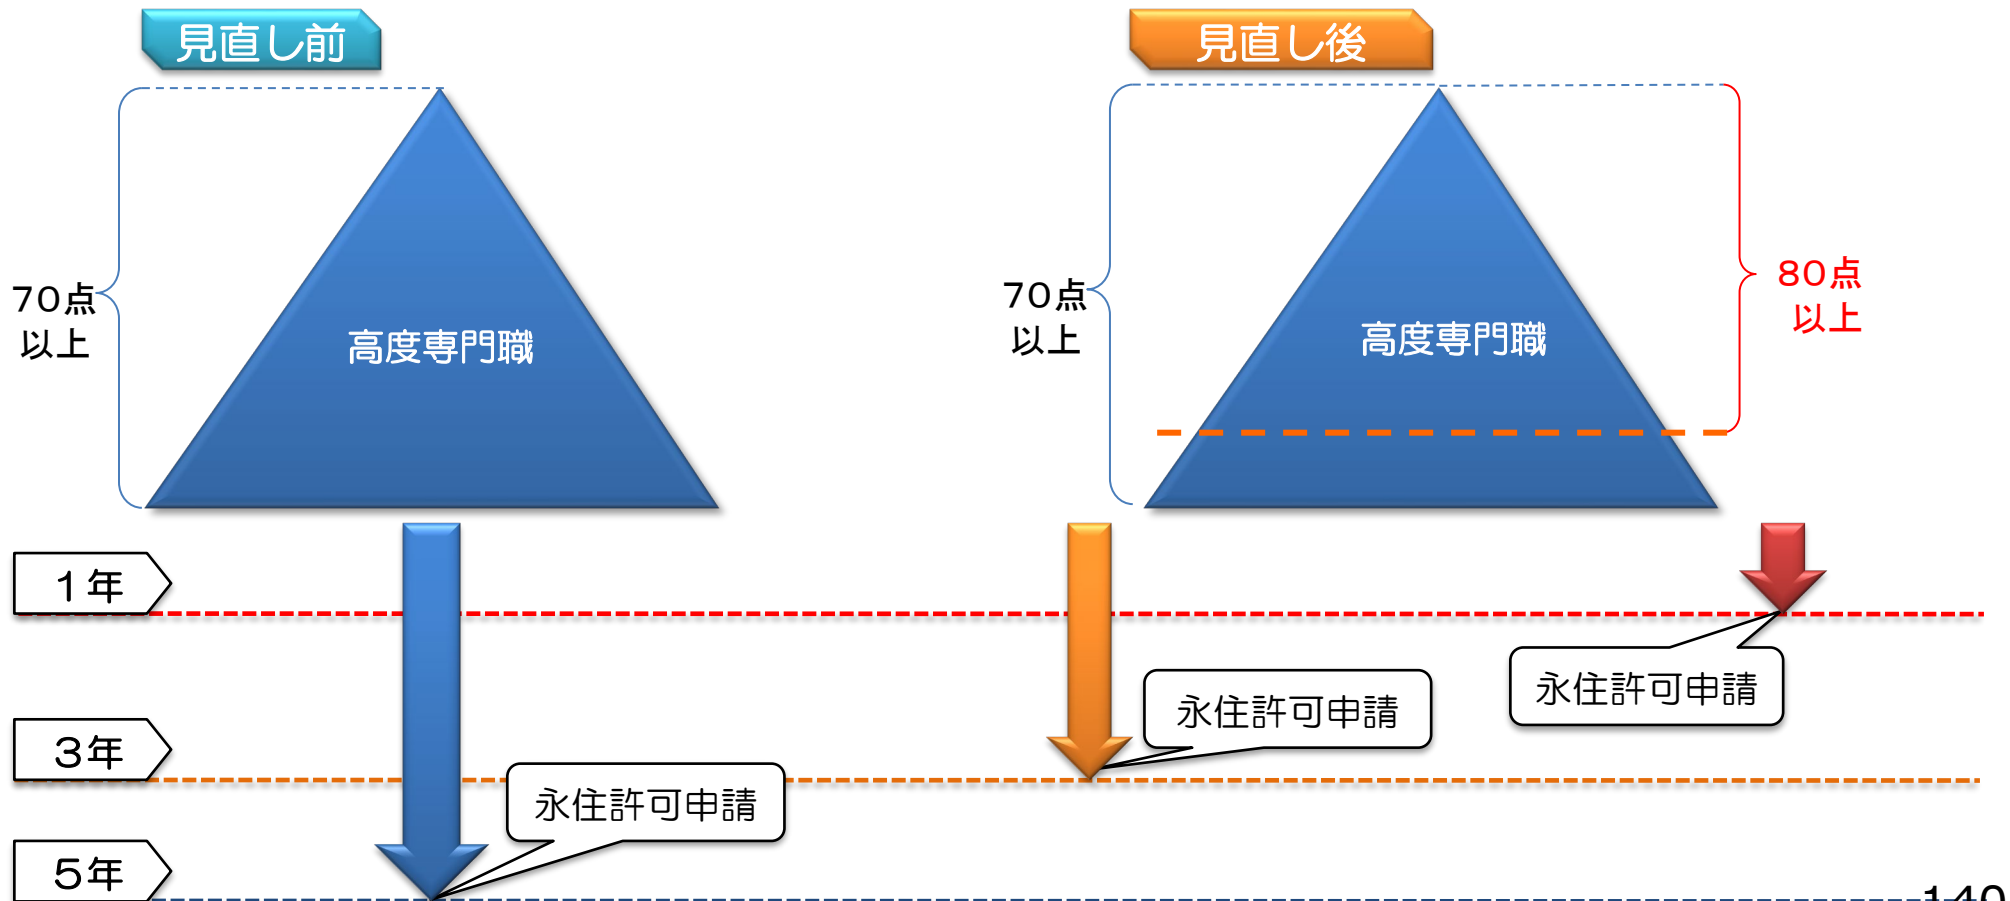 見直し前
見直し後
70点
以上
高度専門職
70点
以上
高度専門職
80点
以上
1年
永住許可申請
永住許可申請
3年
永住許可申請
5年
140